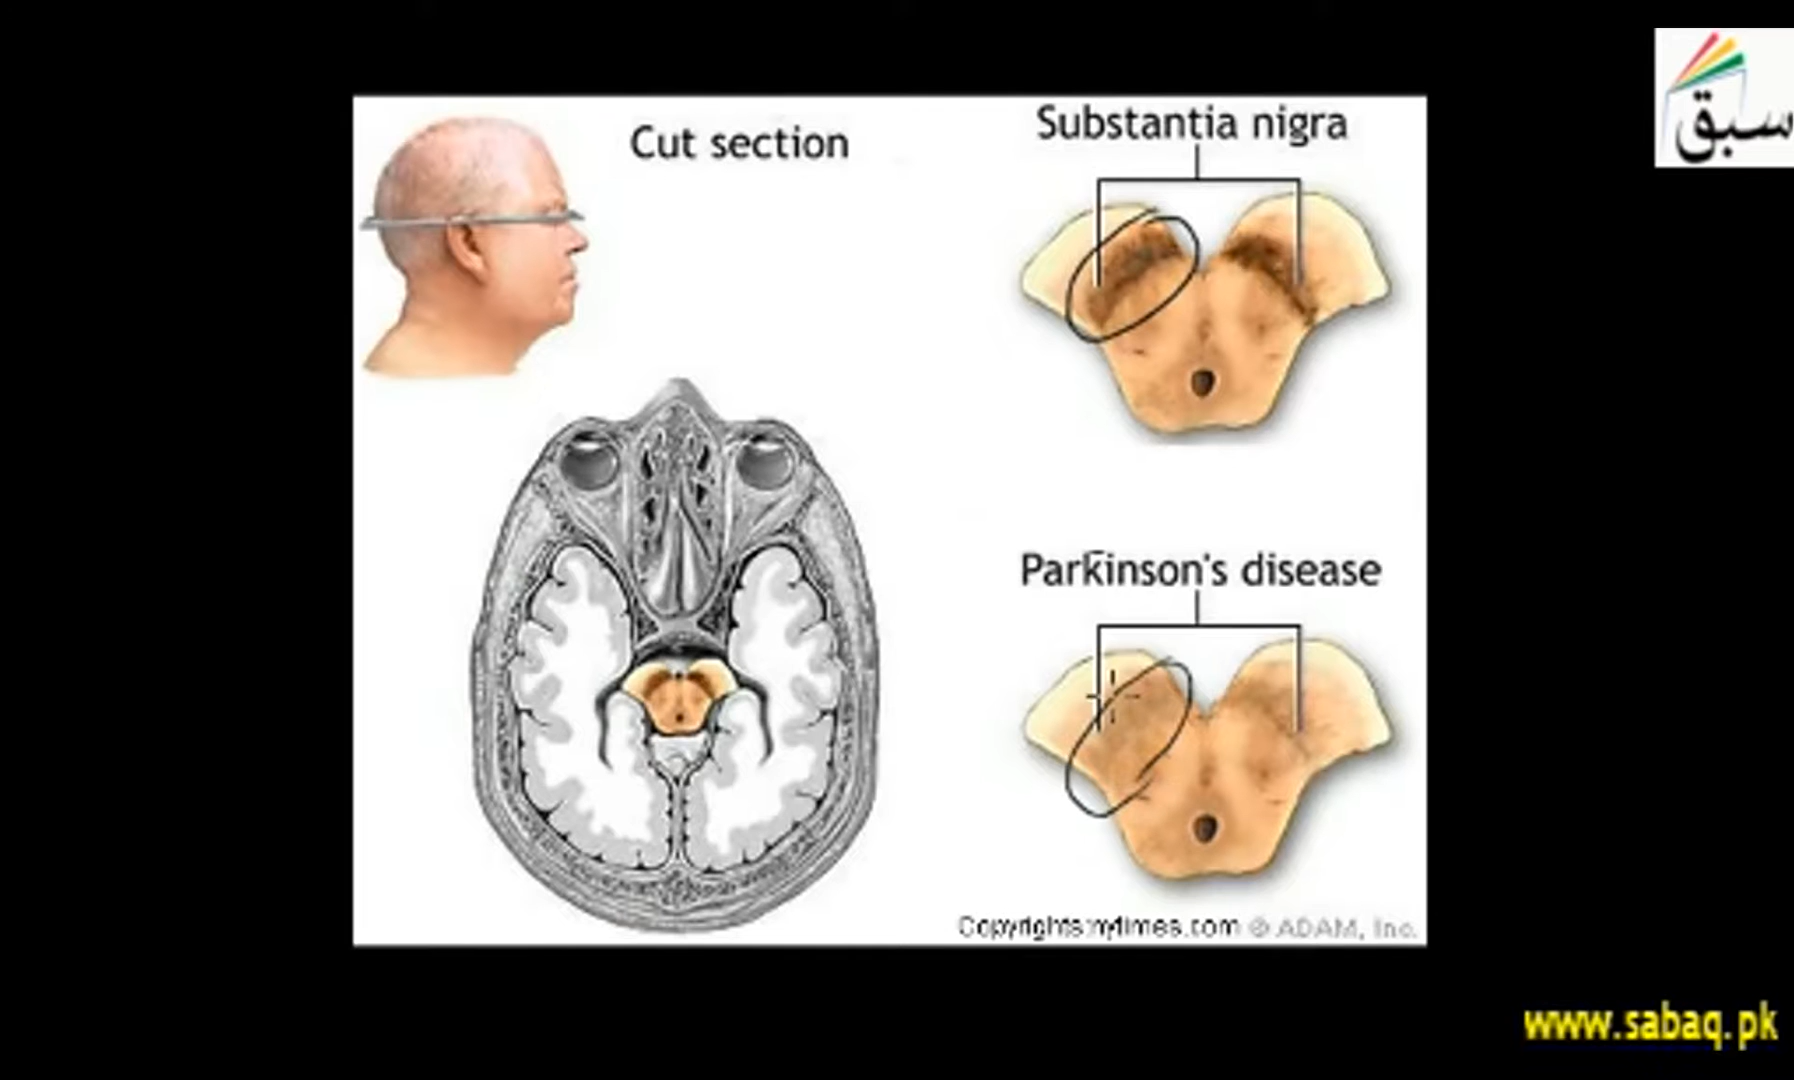 سبق
Cut section
Substantia nigra
Parkinson's disease
Copyrights:nytimes.com © ADAM, Inc.
www.sabaq.pk